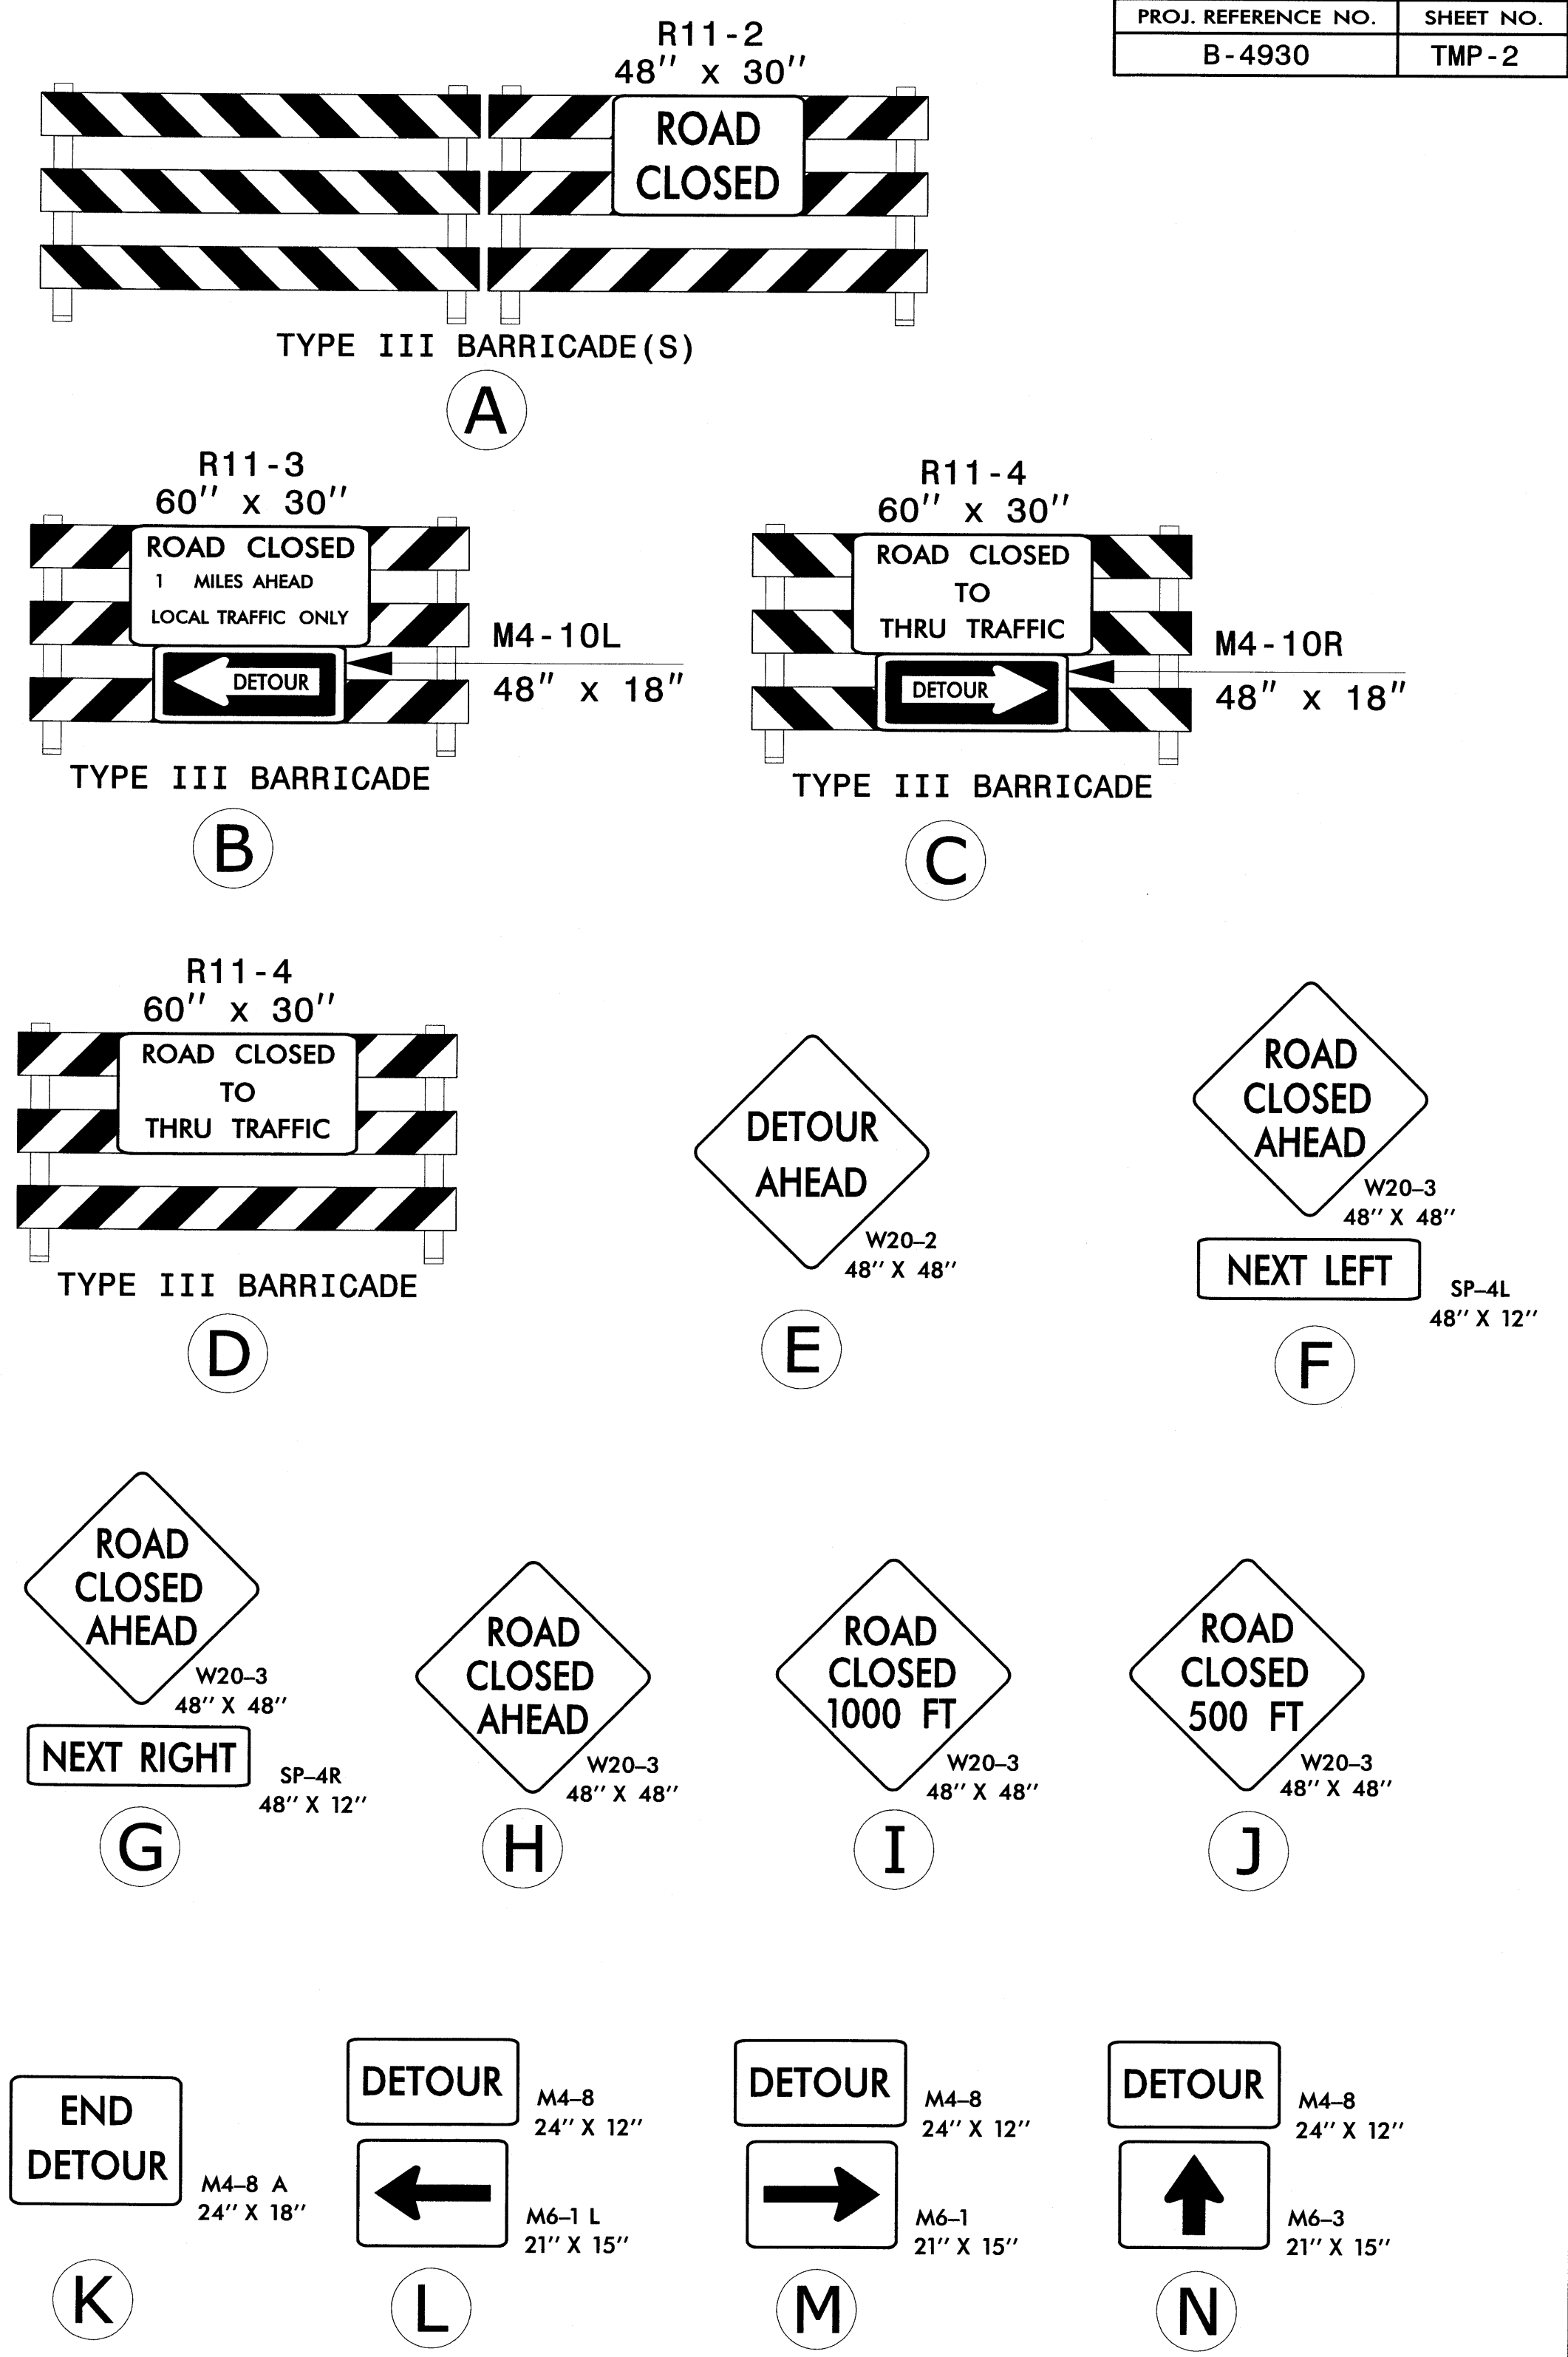 PROJ. REFERENCE NO. SHEET NO.
B-4930 TMP-2
R11-2
48" x 30"
ROAD
CLOSED
TYPE III BARRICADE(S)
A
R11-3
60" x 30"
ROAD CLOSED
1 MILES AHEAD
LOCAL TRAFFIC ONLY
DETOUR
M4-10L
48" x 18"
TYPE III BARRICADE
B
R11-4
60" x 30"
ROAD CLOSED
TO
THRU TRAFFIC
DETOUR
M4-10R
48" x 18"
TYPE III BARRICADE
C
R11-4
60" x 30"
ROAD CLOSED
TO
THRU TRAFFIC
TYPE III BARRICADE
D
DETOUR
AHEAD
W20-2
48" X 48"
E
ROAD
CLOSED
AHEAD
W20-3
48" X 48"
NEXT LEFT
SP-4L
48" X 12"
F
ROAD
CLOSED
AHEAD
W20-3
48" X 48"
NEXT RIGHT
SP-4R
48" X 12"
G
ROAD
CLOSED
AHEAD
W20-3
48" X 48"
H
ROAD
CLOSED
1000 FT
W20-3
48" X 48"
I
ROAD
CLOSED
500 FT
W20-3
48" X 48"
J
END
DETOUR
M4-8 A
24" X 18"
K
DETOUR
M4-8
24" X 12"
M6-1 L
21" X 15"
L
DETOUR
M4-8
24" X 12"
M6-1
21" X 15"
M
DETOUR
M4-8
24" X 12"
M6-3
21" X 15"
N